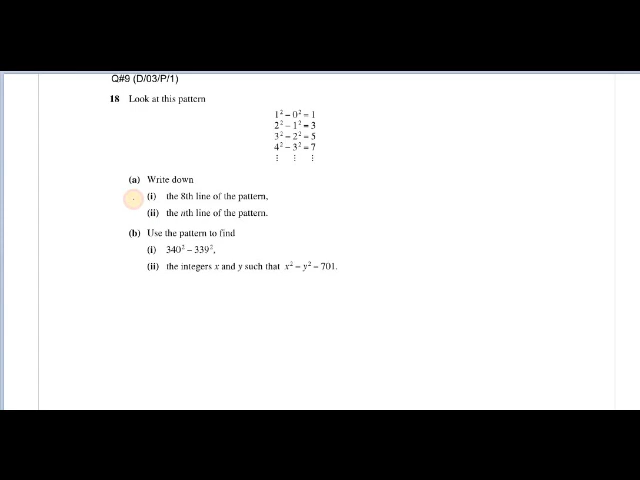 Q#9 (D/03/P/1)
18 Look at this pattern
1² – 0² = 1
2² – 1² = 3
3² – 2² = 5
4² – 3² = 7
⋮ ⋮ ⋮
(a) Write down
(i) the 8th line of the pattern,
(ii) the nth line of the pattern.
(b) Use the pattern to find
(i) 340² – 339²,
(ii) the integers x and y such that x² – y² = 701.